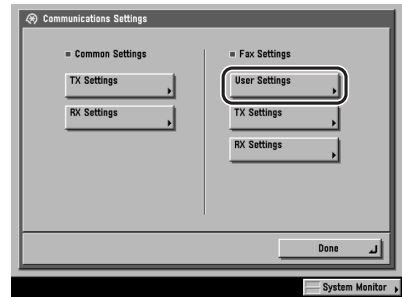 Communications Settings
Common Settings
TX Settings
RX Settings
Fax Settings
User Settings
TX Settings
RX Settings
Done
System Monitor